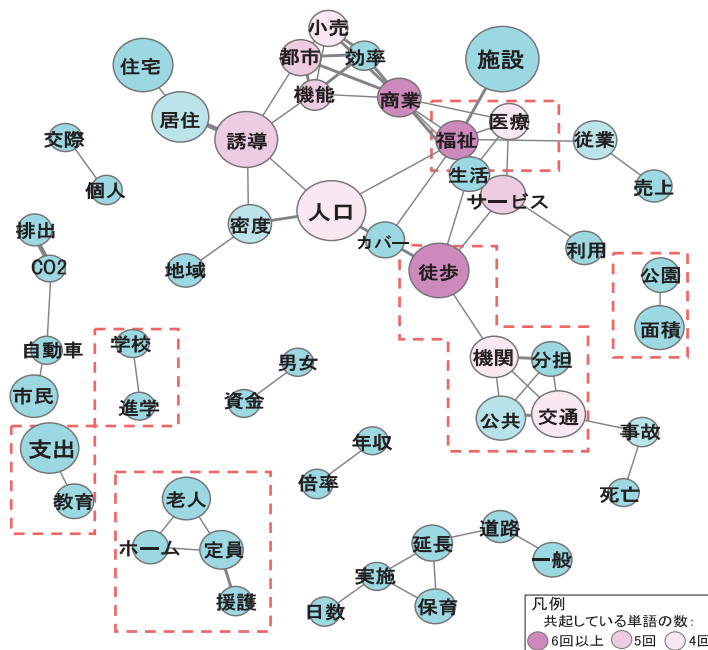 小売
都市
効率
住宅
施設
機能
商業
居住
医療
誘導
福祉
従業
交際
生活
個人
売上
サービス
人口
排出
密度
カバー
利用
CO2
地域
徒歩
公園
面積
学校
自動車
機関
分担
男女
市民
進学
資金
公共
交通
事故
支出
年収
倍率
教育
死亡
老人
道路
ホーム
定員
延長
一般
実施
援護
日数
保育
凡例
共起している単語の数:
6回以上
5回
4回